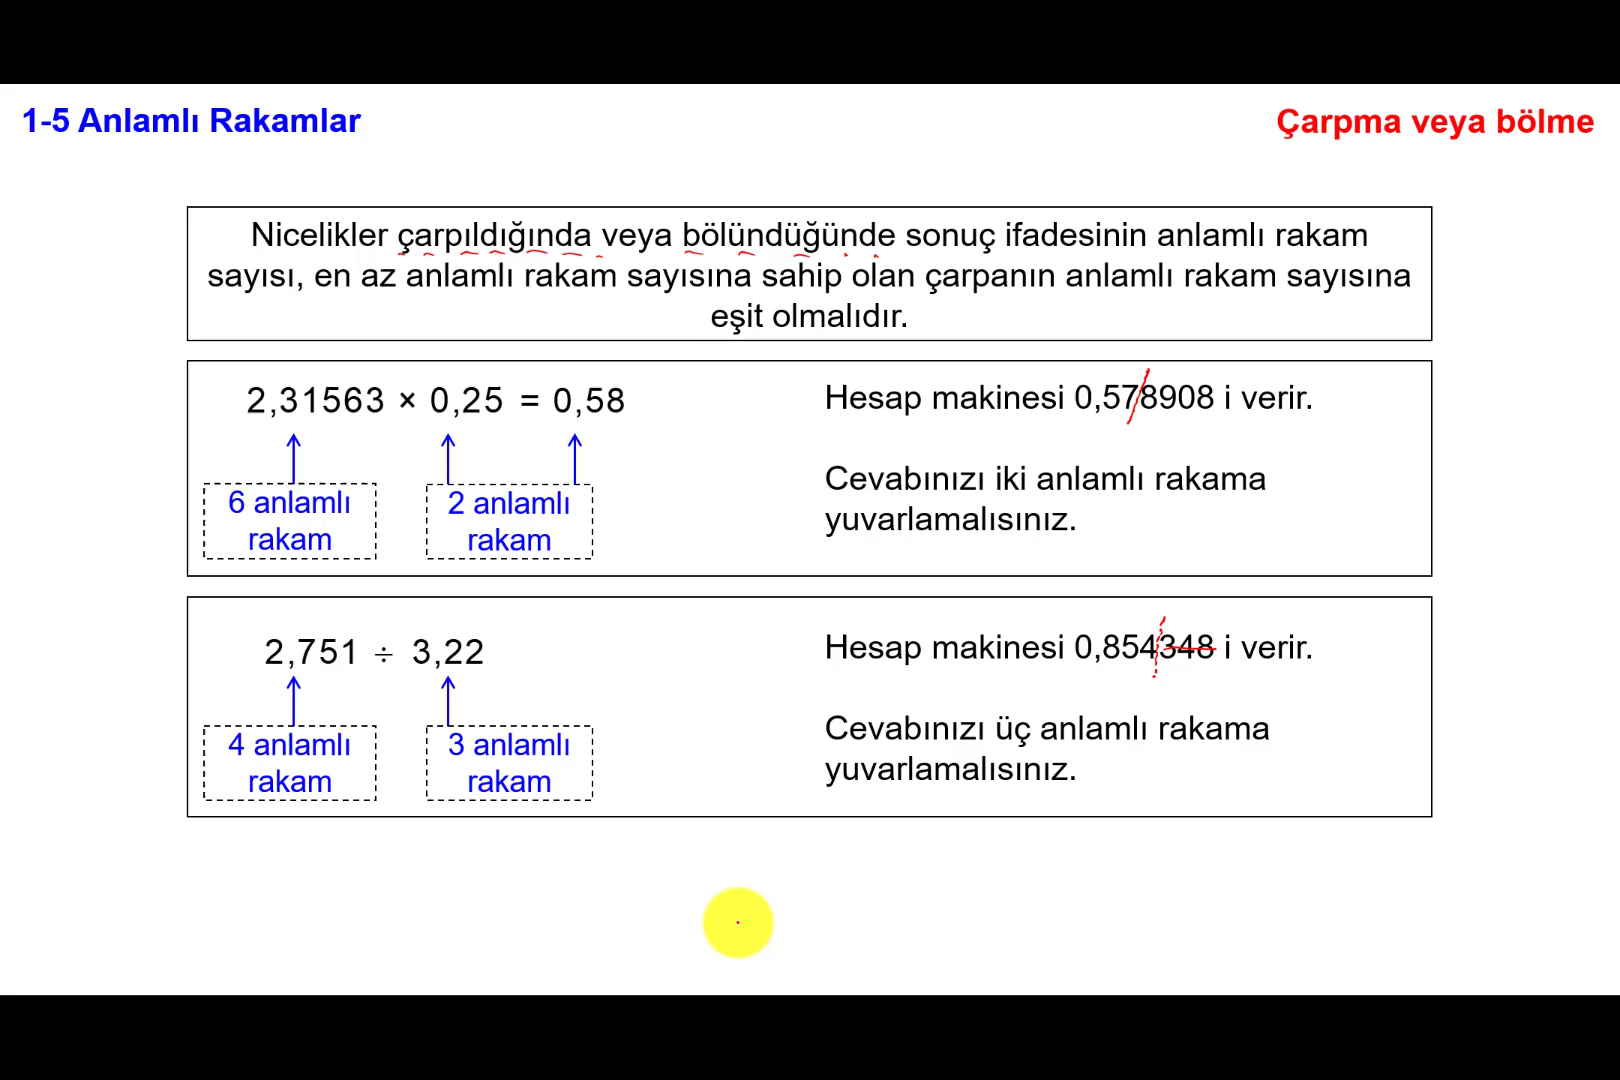 1-5 Anlamlı Rakamlar
Çarpma veya bölme
Nicelikler çarpıldığında veya bölündüğünde sonuç ifadesinin anlamlı rakam
sayısı, en az anlamlı rakam sayısına sahip olan çarpanın anlamlı rakam sayısına
eşit olmalıdır.
2,31563 × 0,25 = 0,58
6 anlamlı
rakam
2 anlamlı
rakam
Hesap makinesi 0,578908 i verir.
Cevabınızı iki anlamlı rakama
yuvarlamalısınız.
2,751 ÷ 3,22
4 anlamlı
rakam
3 anlamlı
rakam
Hesap makinesi 0,854348 i verir.
Cevabınızı üç anlamlı rakama
yuvarlamalısınız.